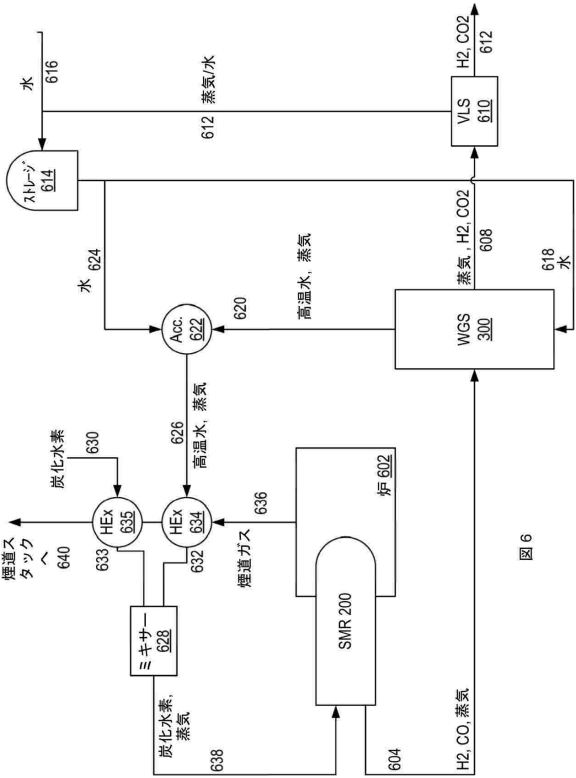 煙道ス
タックへ
640
炭化水素
630
HEx
635
633
HEx
634
632
ミキサー
628
炭化水素,
蒸気
638
煙道ガス
636
炉 602
SMR 200
604
H2, CO, 蒸気
626
高温水, 蒸気
Acc.
622
水
624
620
高温水, 蒸気
WGS
300
618
水
蒸気, H2, CO2
608
ストレージ
614
水
616
蒸気/水
612
VLS
610
H2, CO2
612
図 6